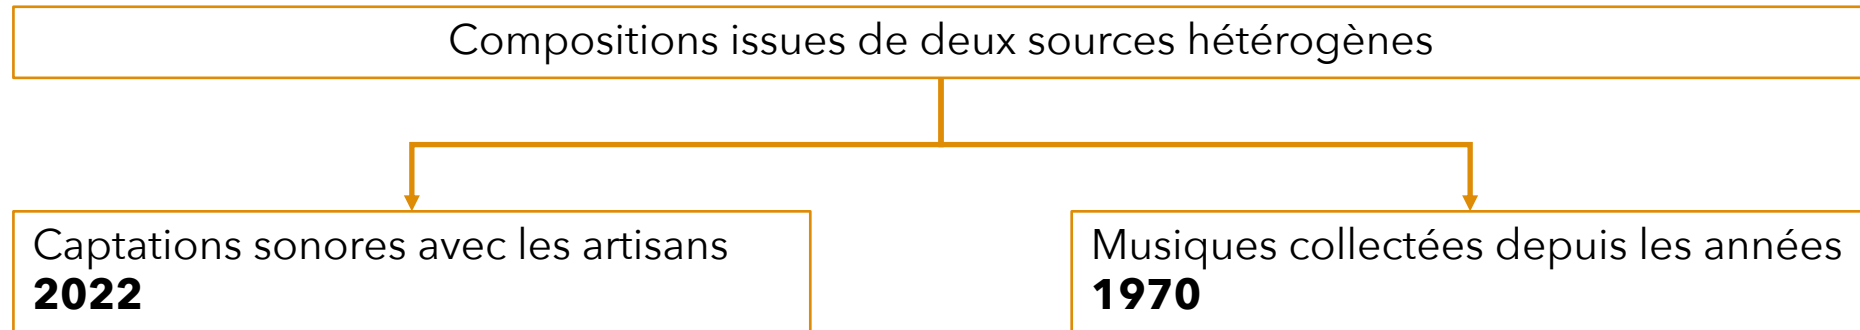 Compositions issues de deux sources hétérogènes
Captations sonores avec les artisans
2022
Musiques collectées depuis les années
1970